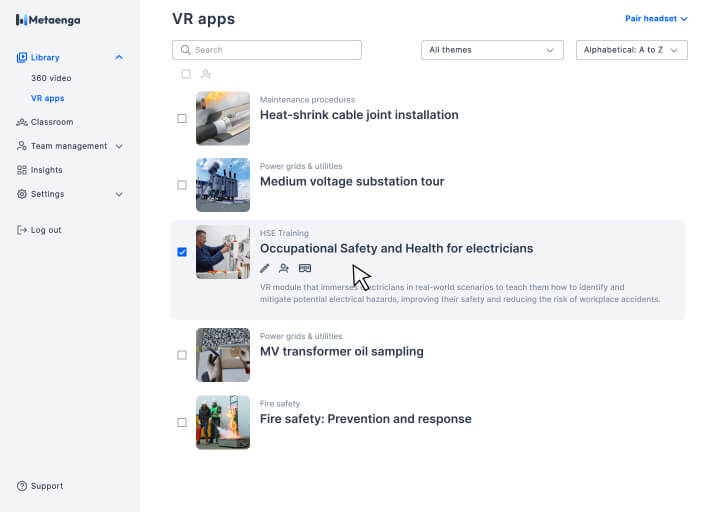 Metaenga
Library
360 video
VR apps
Classroom
Team management
Insights
Settings
Log out
Support
VR apps
Pair headset
Search
All themes
Alphabetical: A to Z
Maintenance procedures
Heat-shrink cable joint installation
Power grids & utilities
Medium voltage substation tour
HSE Training
Occupational Safety and Health for electricians
VR module that immerses electricians in real-world scenarios to teach them how to identify and
mitigate potential electrical hazards, improving their safety and reducing the risk of workplace accidents.
Power grids & utilities
MV transformer oil sampling
Fire safety
Fire safety: Prevention and response